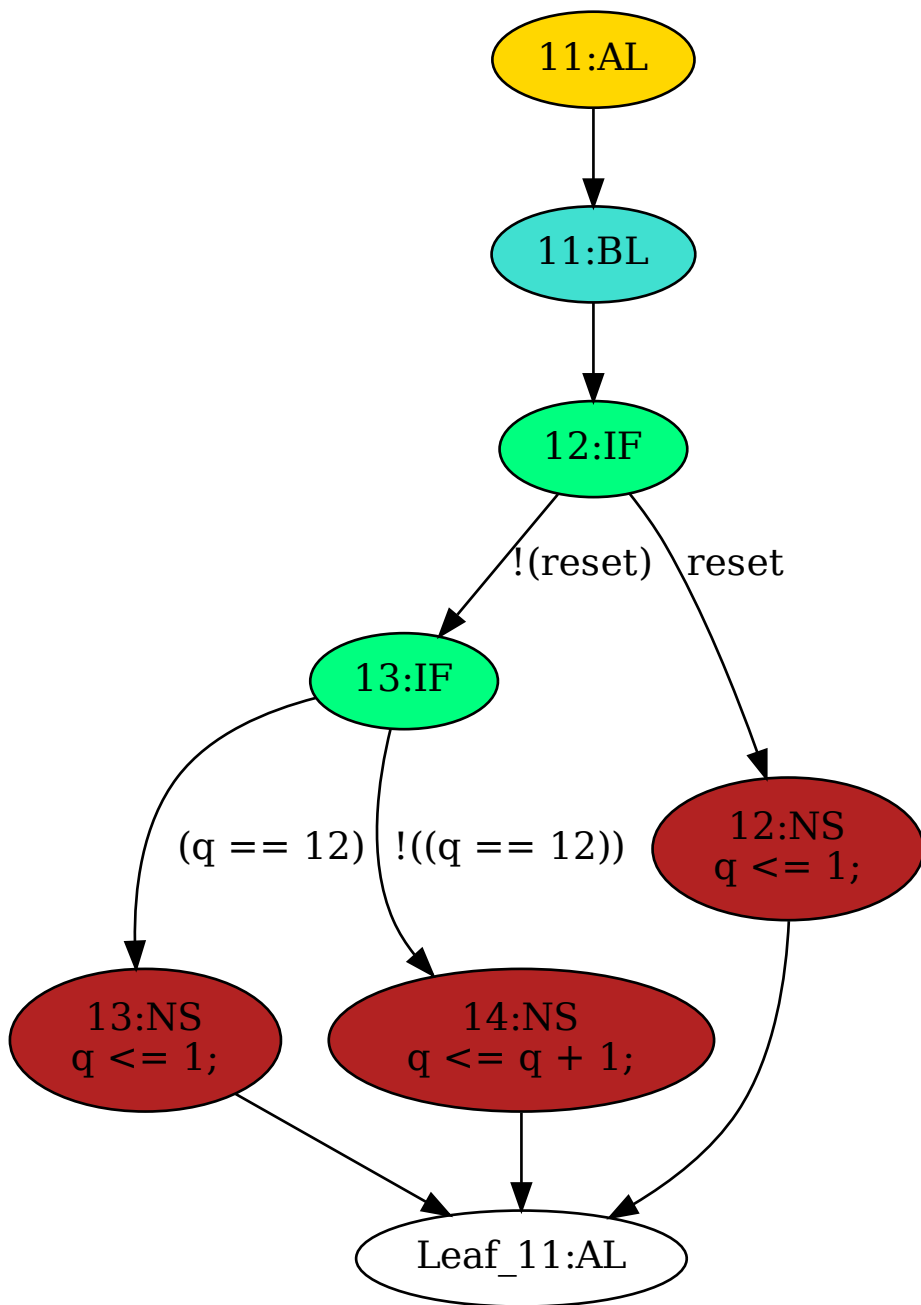 11:AL
11:BL
12:IF
!(reset)
reset
13:IF
(q == 12)
!((q == 12))
12:NS
q <= 1;
13:NS
q <= 1;
14:NS
q <= q + 1;
Leaf_11:AL